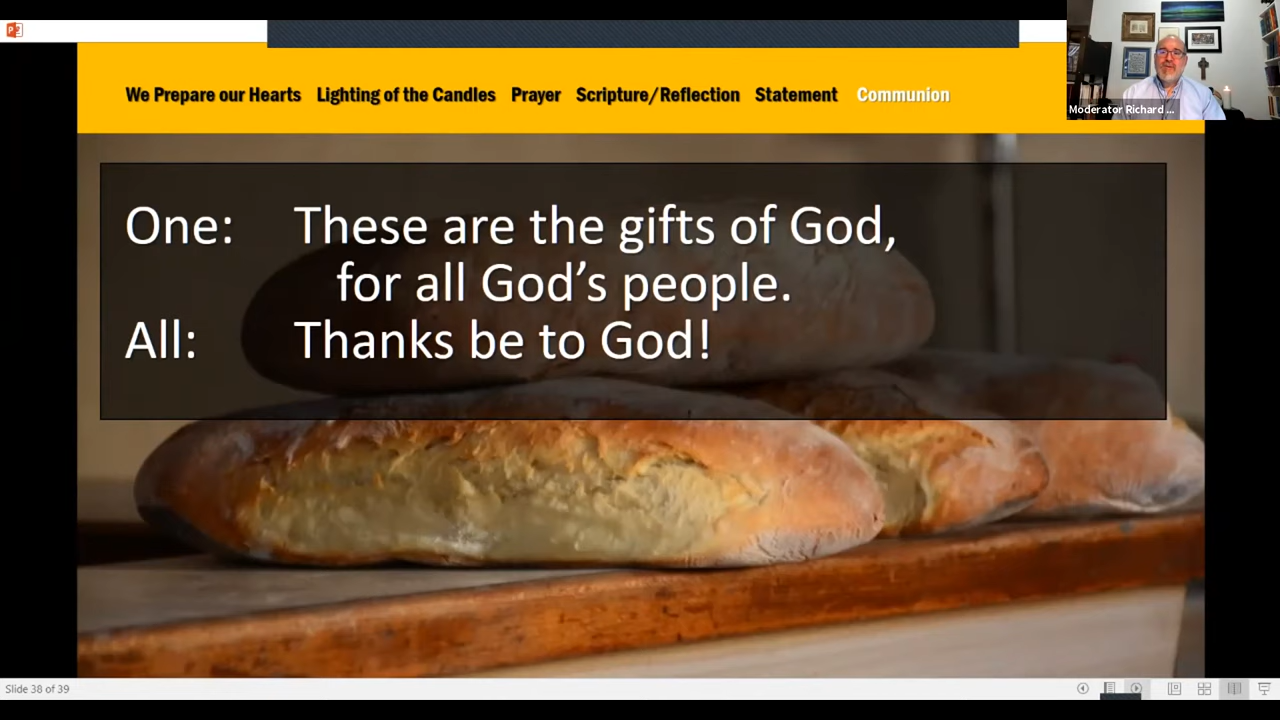 We Prepare our Hearts Lighting of the Candles Prayer Scripture/Reflection Statement Communion
Moderator Richard ...
One: These are the gifts of God,
for all God's people.
All: Thanks be to God!
Slide 38 of 39